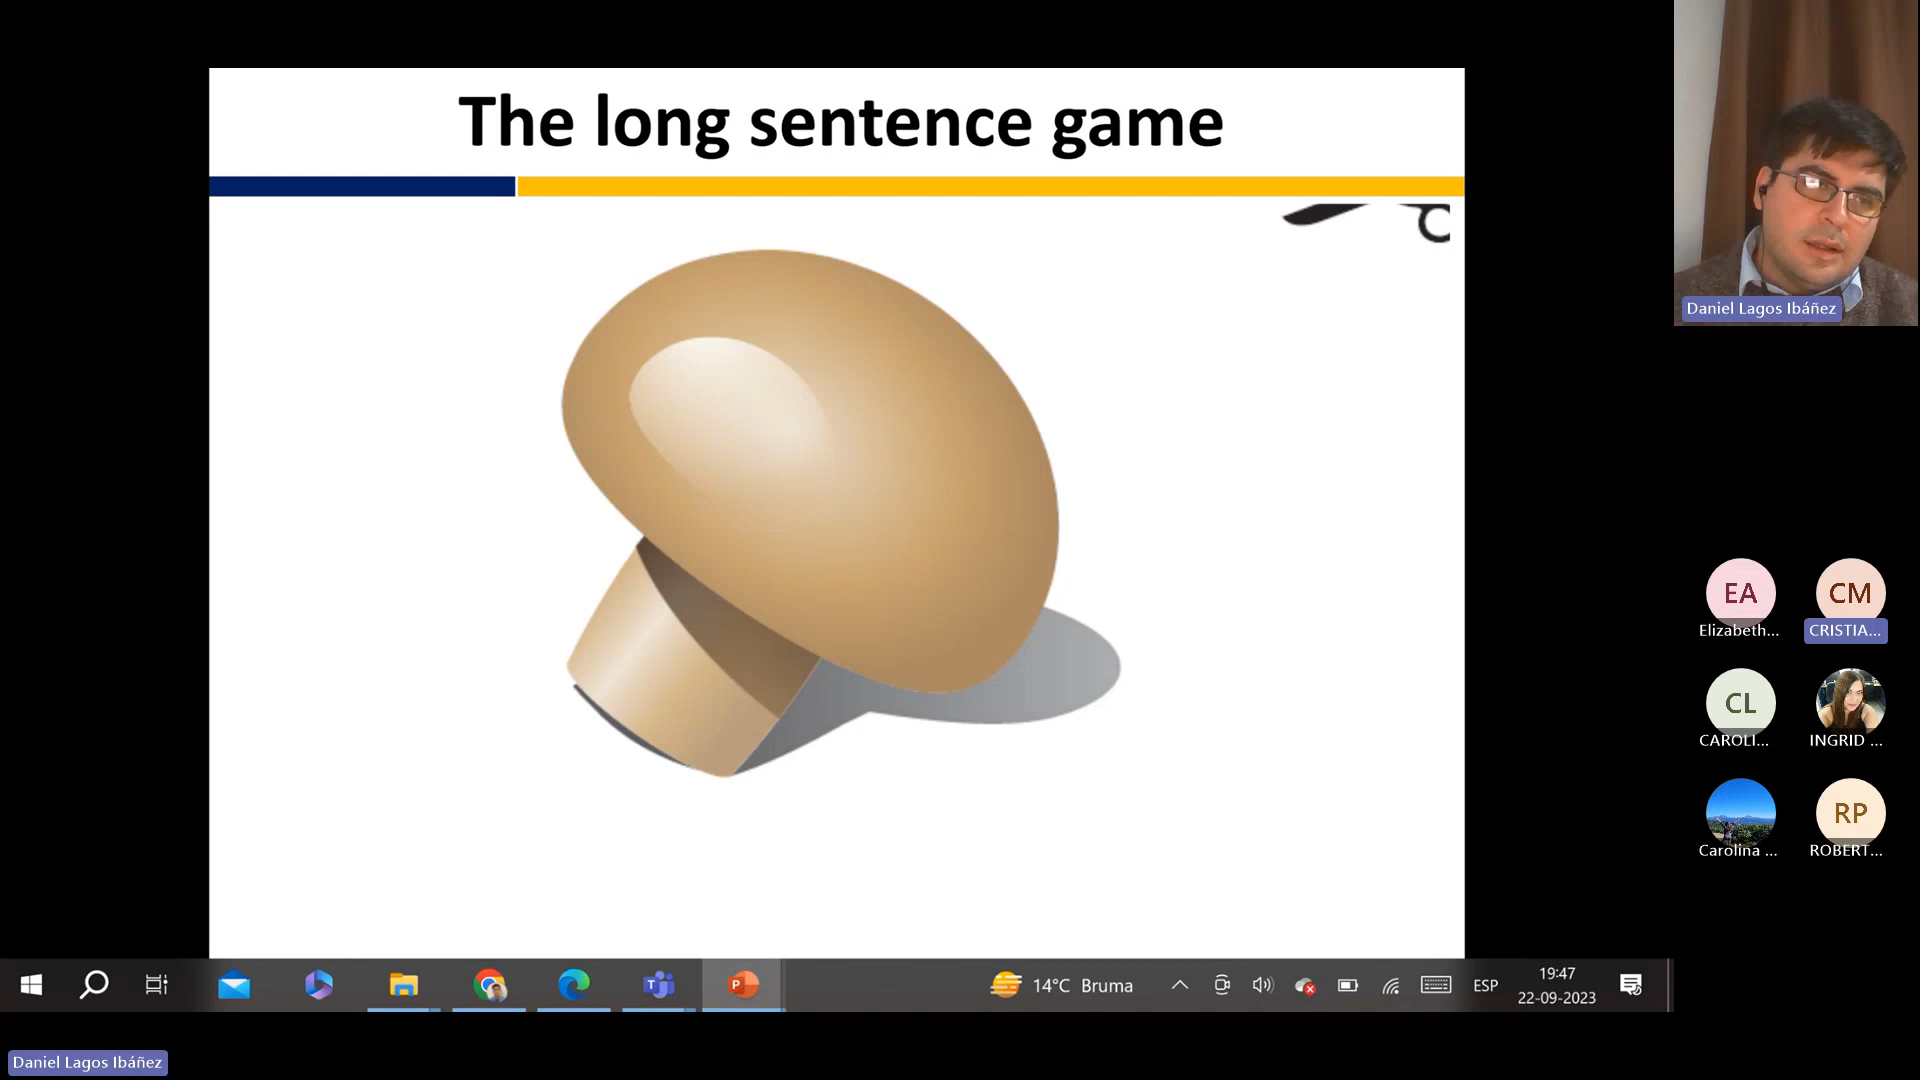 The long sentence game
Daniel Lagos Ibáñez
EA
Elizabeth...
CM
CRISTIA...
CL
CAROLI...
INGRID ...
Carolina ...
RP
ROBERT...
T
P
14°C Bruma
ESP
19:47
22-09-2023
Daniel Lagos Ibáñez